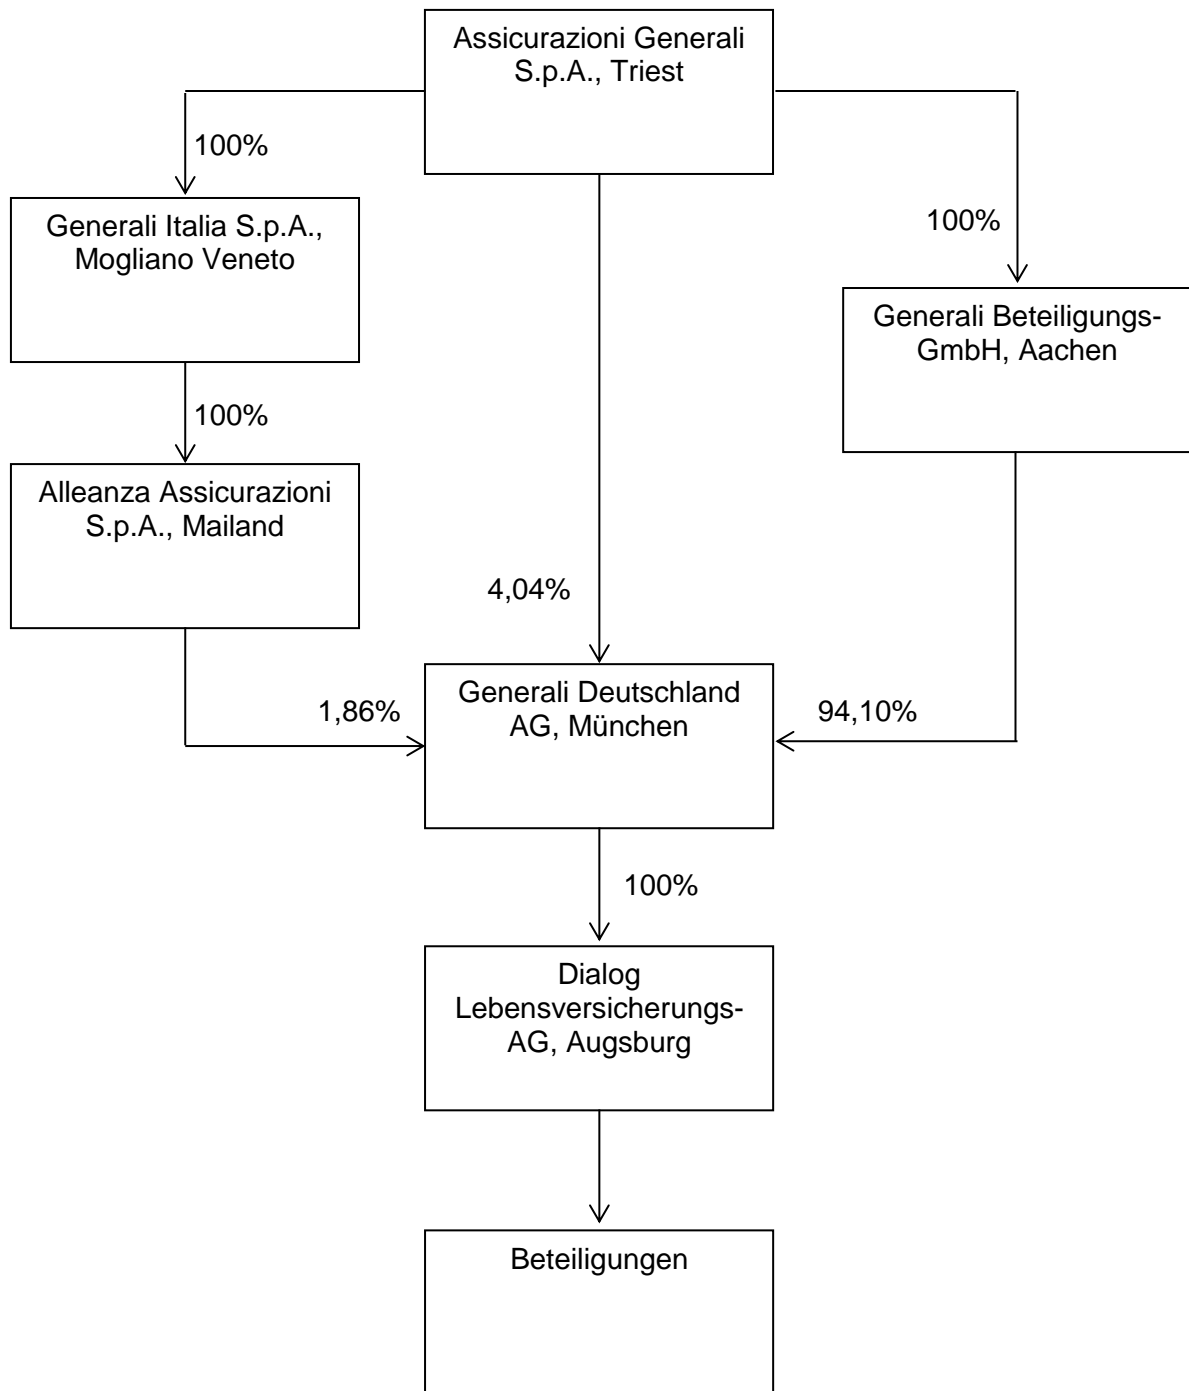 Assicurazioni Generali
S.p.A., Triest
100%
Generali Italia S.p.A.,
Mogliano Veneto
100%
Generali Beteiligungs-
GmbH, Aachen
100%
Alleanza Assicurazioni
S.p.A., Mailand
4,04%
1,86%
Generali Deutschland
AG, München
94,10%
100%
Dialog
Lebensversicherungs-
AG, Augsburg
Beteiligungen